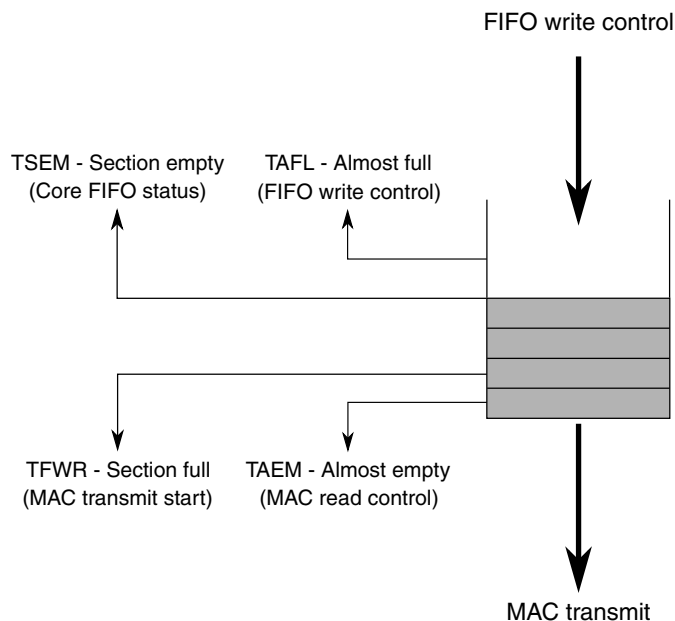 FIFO write control
TSEM - Section empty
(Core FIFO status)
TAFL - Almost full
(FIFO write control)
TFWR - Section full
(MAC transmit start)
TAEM - Almost empty
(MAC read control)
MAC transmit